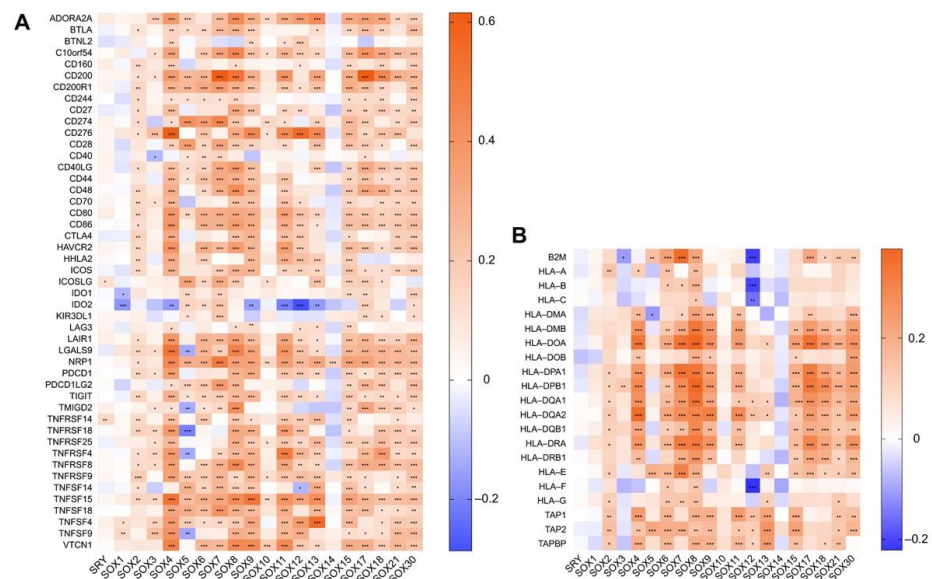 A
ADORA2A
BTLA
BTNL2
C10orf54
CD160
CD200
CD200R1
CD244
CD27
CD274
CD276
CD28
CD40
CD40LG
CD44
CD48
CD70
CD80
CD86
CTLA4
HAVCR2
HHLA2
ICOS
ICOSLG
IDO1
IDO2
KIR3DL1
LAG3
LAIR1
LGALS9
NRP1
PDCD1
PDCD1LG2
TIGIT
TMIGD2
TNFRSF14
TNFRSF18
TNFRSF25
TNFRSF4
TNFRSF8
TNFRSF9
TNFSF14
TNFSF15
TNFSF18
TNFSF4
TNFSF9
VTCN1
SRY SOX1 SOX2 SOX3 SOX4 SOX5 SOX6 SOX7 SOX8 SOX9 SOX10 SOX11 SOX12 SOX13 SOX14 SOX15 SOX17 SOX18 SOX21 SOX30
0.6
0.4
0.2
0
−0.2
B
B2M
HLA−A
HLA−B
HLA−C
HLA−DMA
HLA−DMB
HLA−DOA
HLA−DOB
HLA−DPA1
HLA−DPB1
HLA−DQA1
HLA−DQA2
HLA−DQB1
HLA−DRA
HLA−DRB1
HLA−E
HLA−F
HLA−G
TAP1
TAP2
TAPBP
SRY SOX1 SOX2 SOX3 SOX4 SOX5 SOX6 SOX7 SOX8 SOX9 SOX10 SOX11 SOX12 SOX13 SOX14 SOX15 SOX17 SOX18 SOX21 SOX30
0.2
0
−0.2